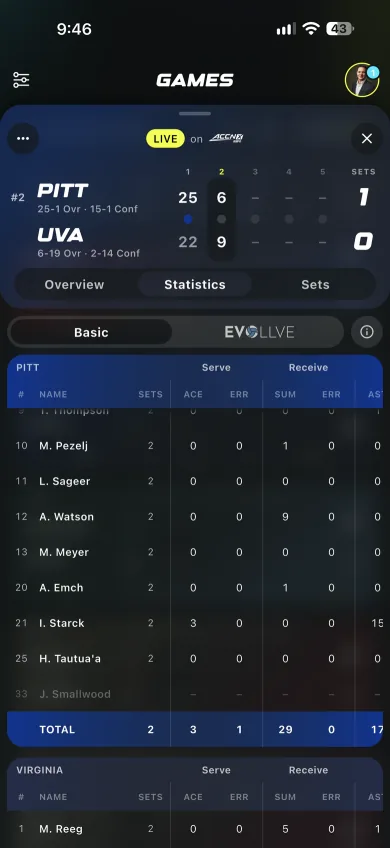 9:46 43
GAMES
1
LIVE on ACCNX
1 2 3 4 5 SETS
#2 PITT 25 6 – – – 1
25-1 Ovr · 15-1 Conf
UVA 22 9 – – – 0
6-19 Ovr · 2-14 Conf
Overview Statistics Sets
Basic EVOLLVE
PITT Serve Receive
# NAME SETS ACE ERR SUM ERR AST
9 T. Thompson 2 0 0 0 0 1
10 M. Pezelj 2 0 0 1 0 0
11 L. Sageer 2 0 0 0 0 0
12 A. Watson 2 0 0 9 0 0
13 M. Meyer 2 0 0 0 0 0
20 A. Emch 2 0 0 1 0 0
21 I. Starck 2 3 0 0 0 15
25 H. Tautua'a 2 0 0 0 0 0
33 J. Smallwood – – – – – –
TOTAL 2 3 1 29 0 17
VIRGINIA Serve Receive
# NAME SETS ACE ERR SUM ERR AST
1 M. Reeg 2 0 0 5 0 1